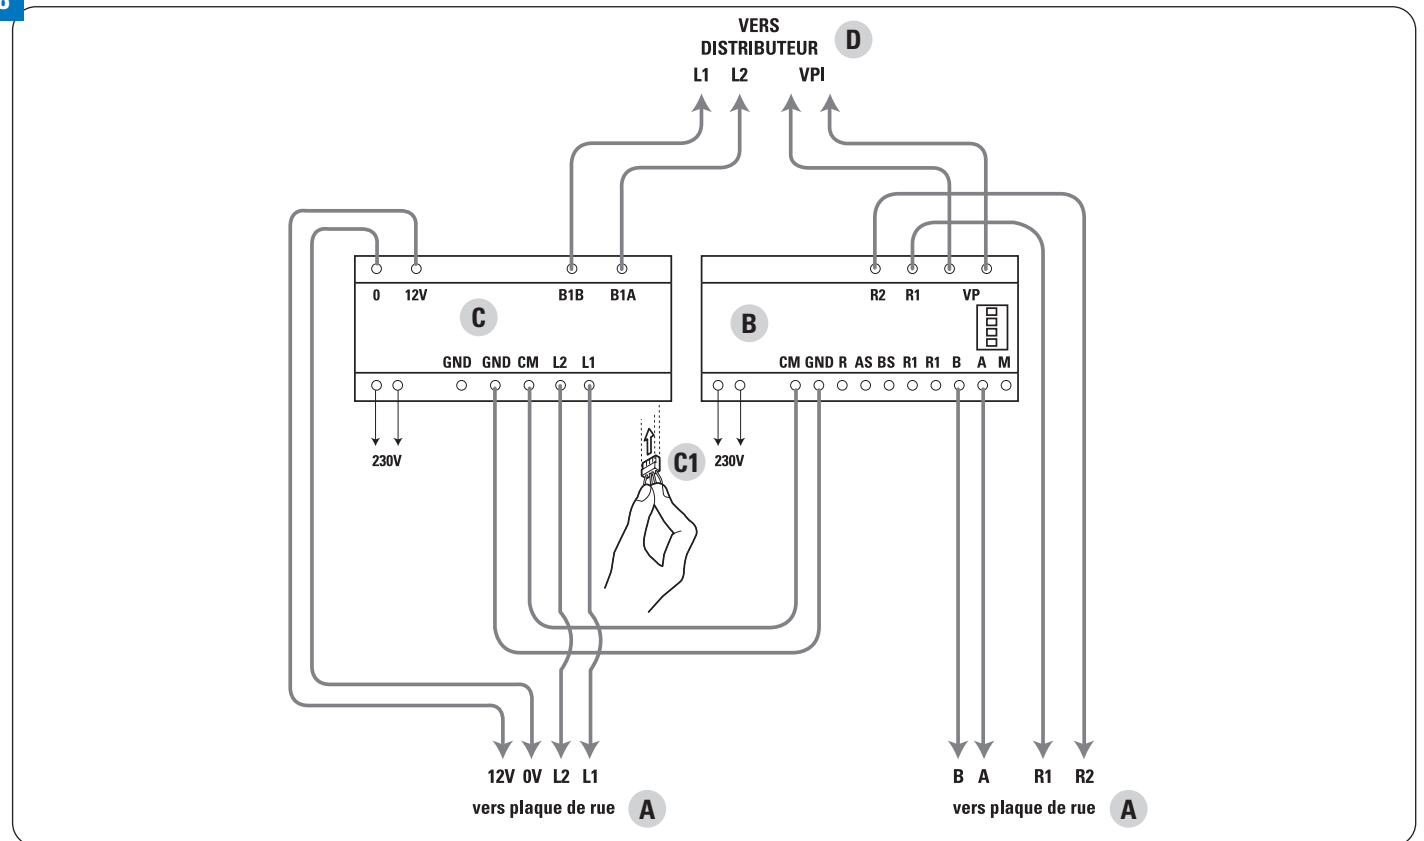 VERS
DISTRIBUTEUR D
L1 L2 VPI
0 12V B1B B1A
R2 R1 VP
C
B
GND GND CM L2 L1
CM GND R AS BS R1 R1 B A M
230V
C1
230V
12V 0V L2 L1
B A R1 R2
vers plaque de rue A
vers plaque de rue A